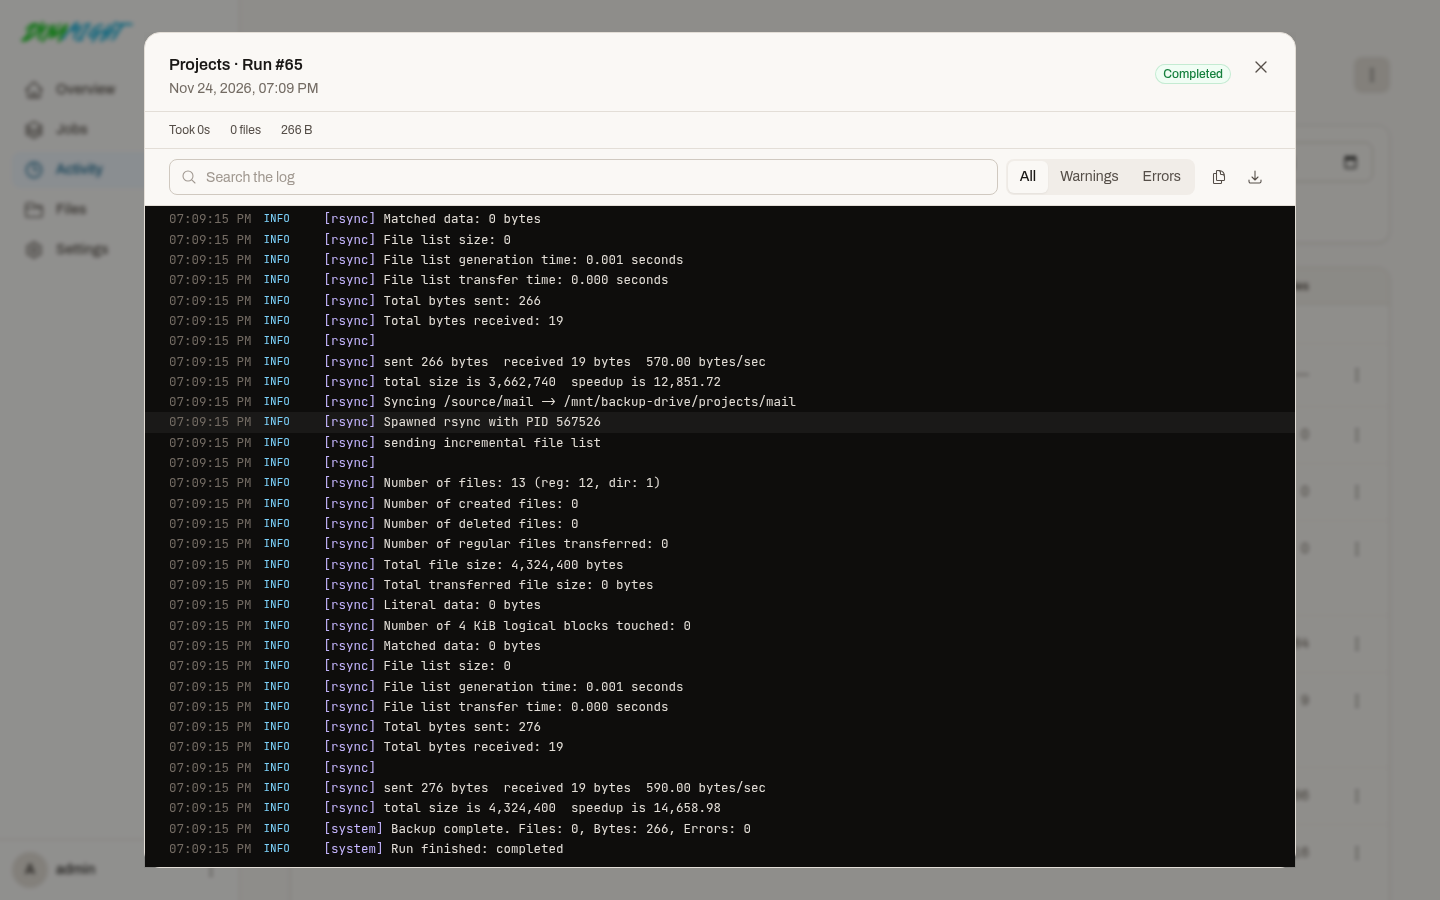 Overview
Jobs
Activity
Files
Settings
admin
A
Projects · Run #65
Nov 24, 2026, 07:09 PM
Completed
Took 0s 0 files 266 B
Search the log
All Warnings Errors
07:09:15 PM INFO [rsync] Matched data: 0 bytes
07:09:15 PM INFO [rsync] File list size: 0
07:09:15 PM INFO [rsync] File list generation time: 0.001 seconds
07:09:15 PM INFO [rsync] File list transfer time: 0.000 seconds
07:09:15 PM INFO [rsync] Total bytes sent: 266
07:09:15 PM INFO [rsync] Total bytes received: 19
07:09:15 PM INFO [rsync]
07:09:15 PM INFO [rsync] sent 266 bytes  received 19 bytes  570.00 bytes/sec
07:09:15 PM INFO [rsync] total size is 3,662,740  speedup is 12,851.72
07:09:15 PM INFO [rsync] Syncing /source/mail → /mnt/backup-drive/projects/mail
07:09:15 PM INFO [rsync] Spawned rsync with PID 567526
07:09:15 PM INFO [rsync] sending incremental file list
07:09:15 PM INFO [rsync]
07:09:15 PM INFO [rsync] Number of files: 13 (reg: 12, dir: 1)
07:09:15 PM INFO [rsync] Number of created files: 0
07:09:15 PM INFO [rsync] Number of deleted files: 0
07:09:15 PM INFO [rsync] Number of regular files transferred: 0
07:09:15 PM INFO [rsync] Total file size: 4,324,400 bytes
07:09:15 PM INFO [rsync] Total transferred file size: 0 bytes
07:09:15 PM INFO [rsync] Literal data: 0 bytes
07:09:15 PM INFO [rsync] Number of 4 KiB logical blocks touched: 0
07:09:15 PM INFO [rsync] Matched data: 0 bytes
07:09:15 PM INFO [rsync] File list size: 0
07:09:15 PM INFO [rsync] File list generation time: 0.001 seconds
07:09:15 PM INFO [rsync] File list transfer time: 0.000 seconds
07:09:15 PM INFO [rsync] Total bytes sent: 276
07:09:15 PM INFO [rsync] Total bytes received: 19
07:09:15 PM INFO [rsync]
07:09:15 PM INFO [rsync] sent 276 bytes  received 19 bytes  590.00 bytes/sec
07:09:15 PM INFO [rsync] total size is 4,324,400  speedup is 14,658.98
07:09:15 PM INFO [system] Backup complete. Files: 0, Bytes: 266, Errors: 0
07:09:15 PM INFO [system] Run finished: completed